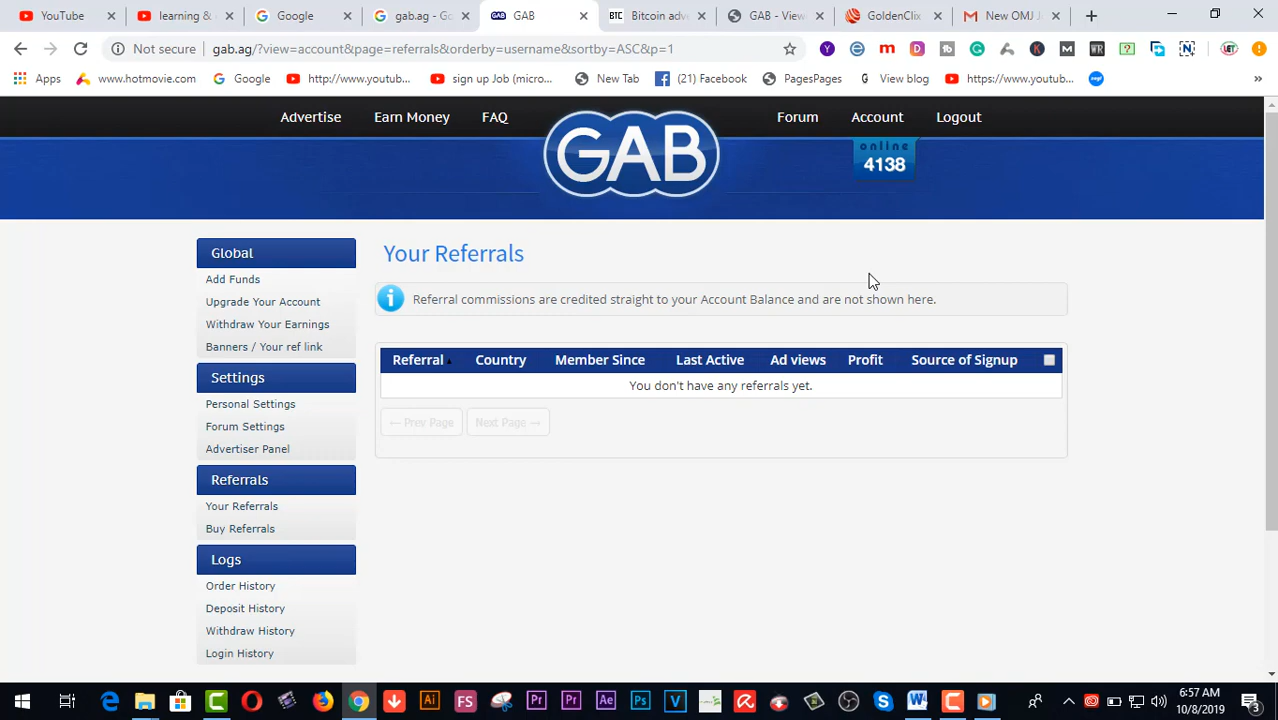 YouTube
learning &
Google
gab.ag - Go
GAB
Bitcoin adv
GAB - View
GoldenClix
New OMJ J
Not secure
gab.ag/?view=account&page=referrals&orderby=username&sortby=ASC&p=1
Apps
www.hotmovie.com
Google
http://www.youtub...
sign up Job (micro...
New Tab
(21) Facebook
PagesPages
View blog
https://www.youtub...
Advertise
Earn Money
FAQ
GAB
Forum
Account
Logout
online
4138
Global
Add Funds
Upgrade Your Account
Withdraw Your Earnings
Banners / Your ref link
Settings
Personal Settings
Forum Settings
Advertiser Panel
Referrals
Your Referrals
Buy Referrals
Logs
Order History
Deposit History
Withdraw History
Login History
Your Referrals
Referral commissions are credited straight to your Account Balance and are not shown here.
Referral Country Member Since Last Active Ad views Profit Source of Signup
You don't have any referrals yet.
← Prev Page
Next Page →
6:57 AM
10/8/2019